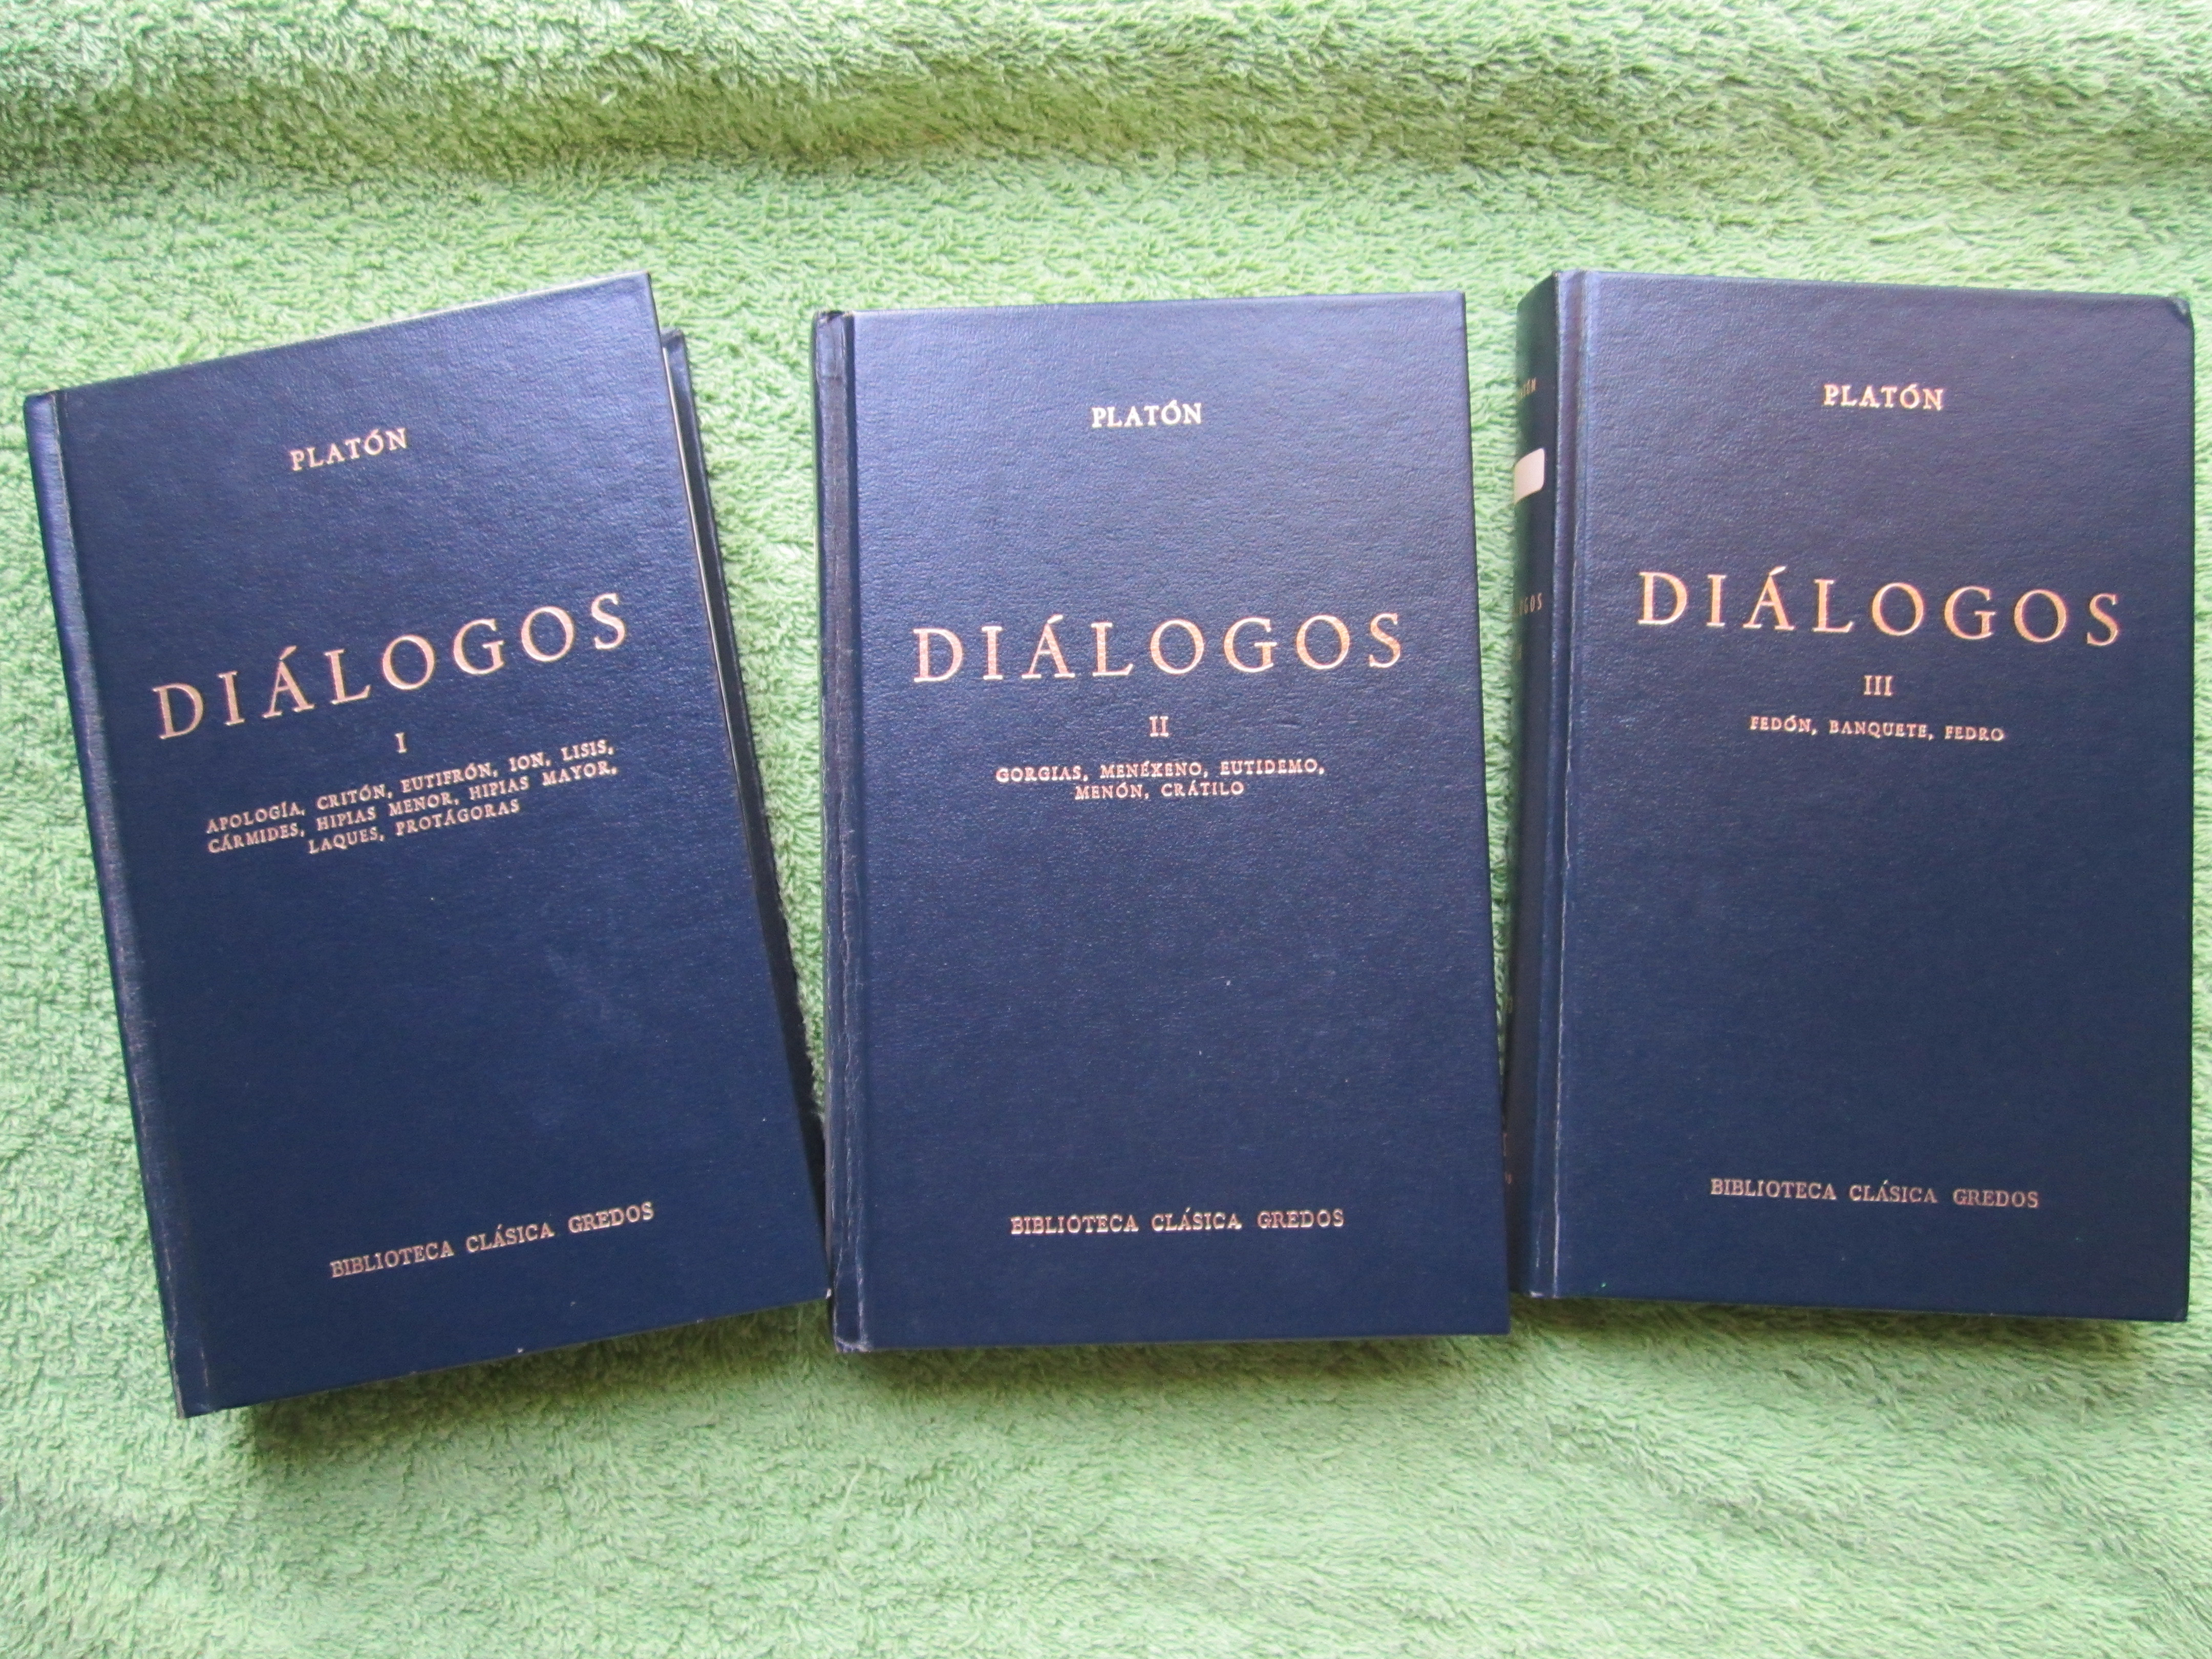 PLATÓN
DIÁLOGOS
I
APOLOGÍA, CRITÓN, EUTIFRÓN, ION, LISIS,
CÁRMIDES, HIPIAS MENOR, HIPIAS MAYOR,
LAQUES, PROTÁGORAS
BIBLIOTECA CLÁSICA GREDOS
PLATÓN
DIÁLOGOS
II
GORGIAS, MENÉXENO, EUTIDEMO,
MENÓN, CRÁTILO
BIBLIOTECA CLÁSICA GREDOS
PLATÓN
DIÁLOGOS
III
FEDÓN, BANQUETE, FEDRO
BIBLIOTECA CLÁSICA GREDOS